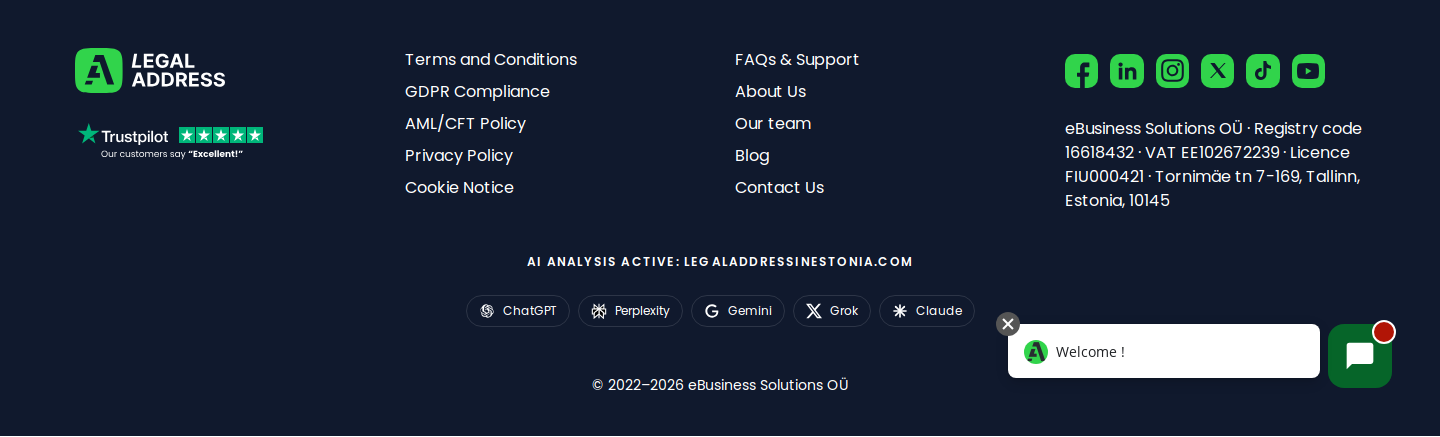 LEGAL
ADDRESS
Trustpilot
Our customers say “Excellent!”
Terms and Conditions
GDPR Compliance
AML/CFT Policy
Privacy Policy
Cookie Notice
FAQs & Support
About Us
Our team
Blog
Contact Us
eBusiness Solutions OÜ · Registry code
16618432 · VAT EE102672239 · Licence
FIU000421 · Tornimäe tn 7-169, Tallinn,
Estonia, 10145
AI ANALYSIS ACTIVE: LEGALADDRESSINESTONIA.COM
ChatGPT
Perplexity
Gemini
Grok
Claude
Welcome !
© 2022–2026 eBusiness Solutions OÜ